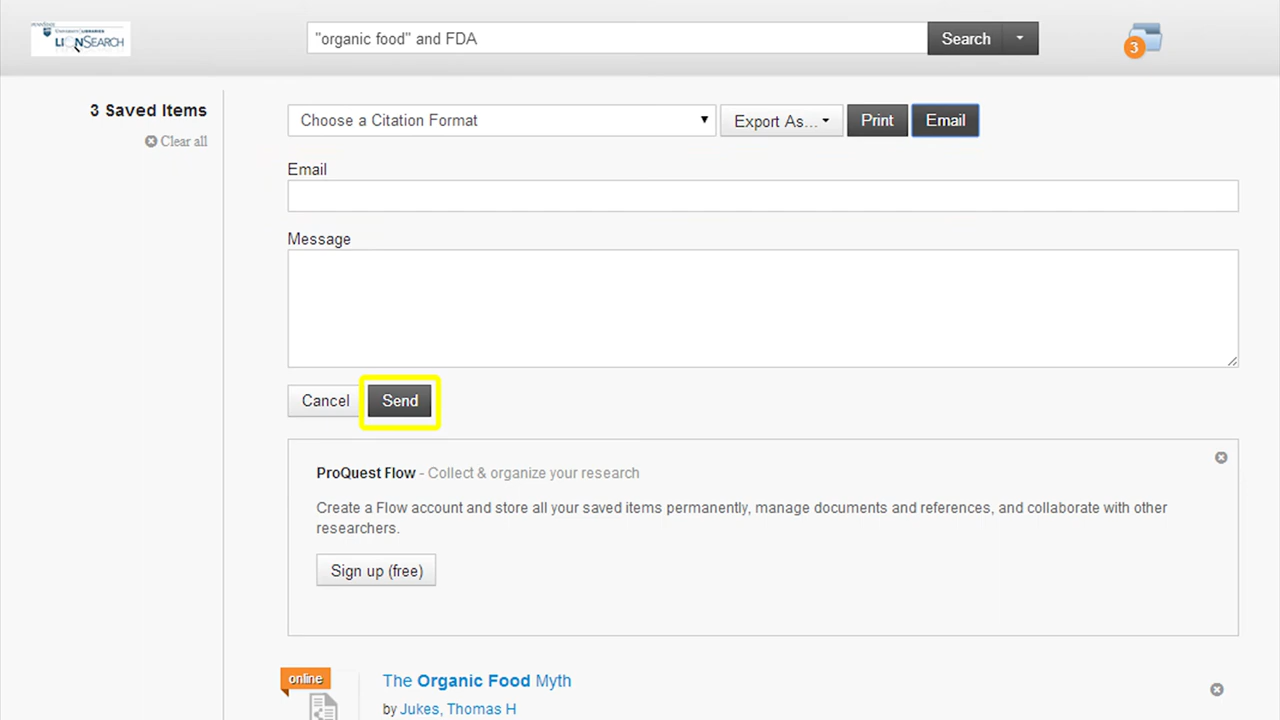 PENNSTATE
UNIVERSITY LIBRARIES
LIONSEARCH
"organic food" and FDA
Search
3
3 Saved Items
Clear all
Choose a Citation Format
Export As...
Print
Email
Email
Message
Cancel
Send
ProQuest Flow - Collect & organize your research
Create a Flow account and store all your saved items permanently, manage documents and references, and collaborate with other
researchers.
Sign up (free)
online
The Organic Food Myth
by Jukes, Thomas H